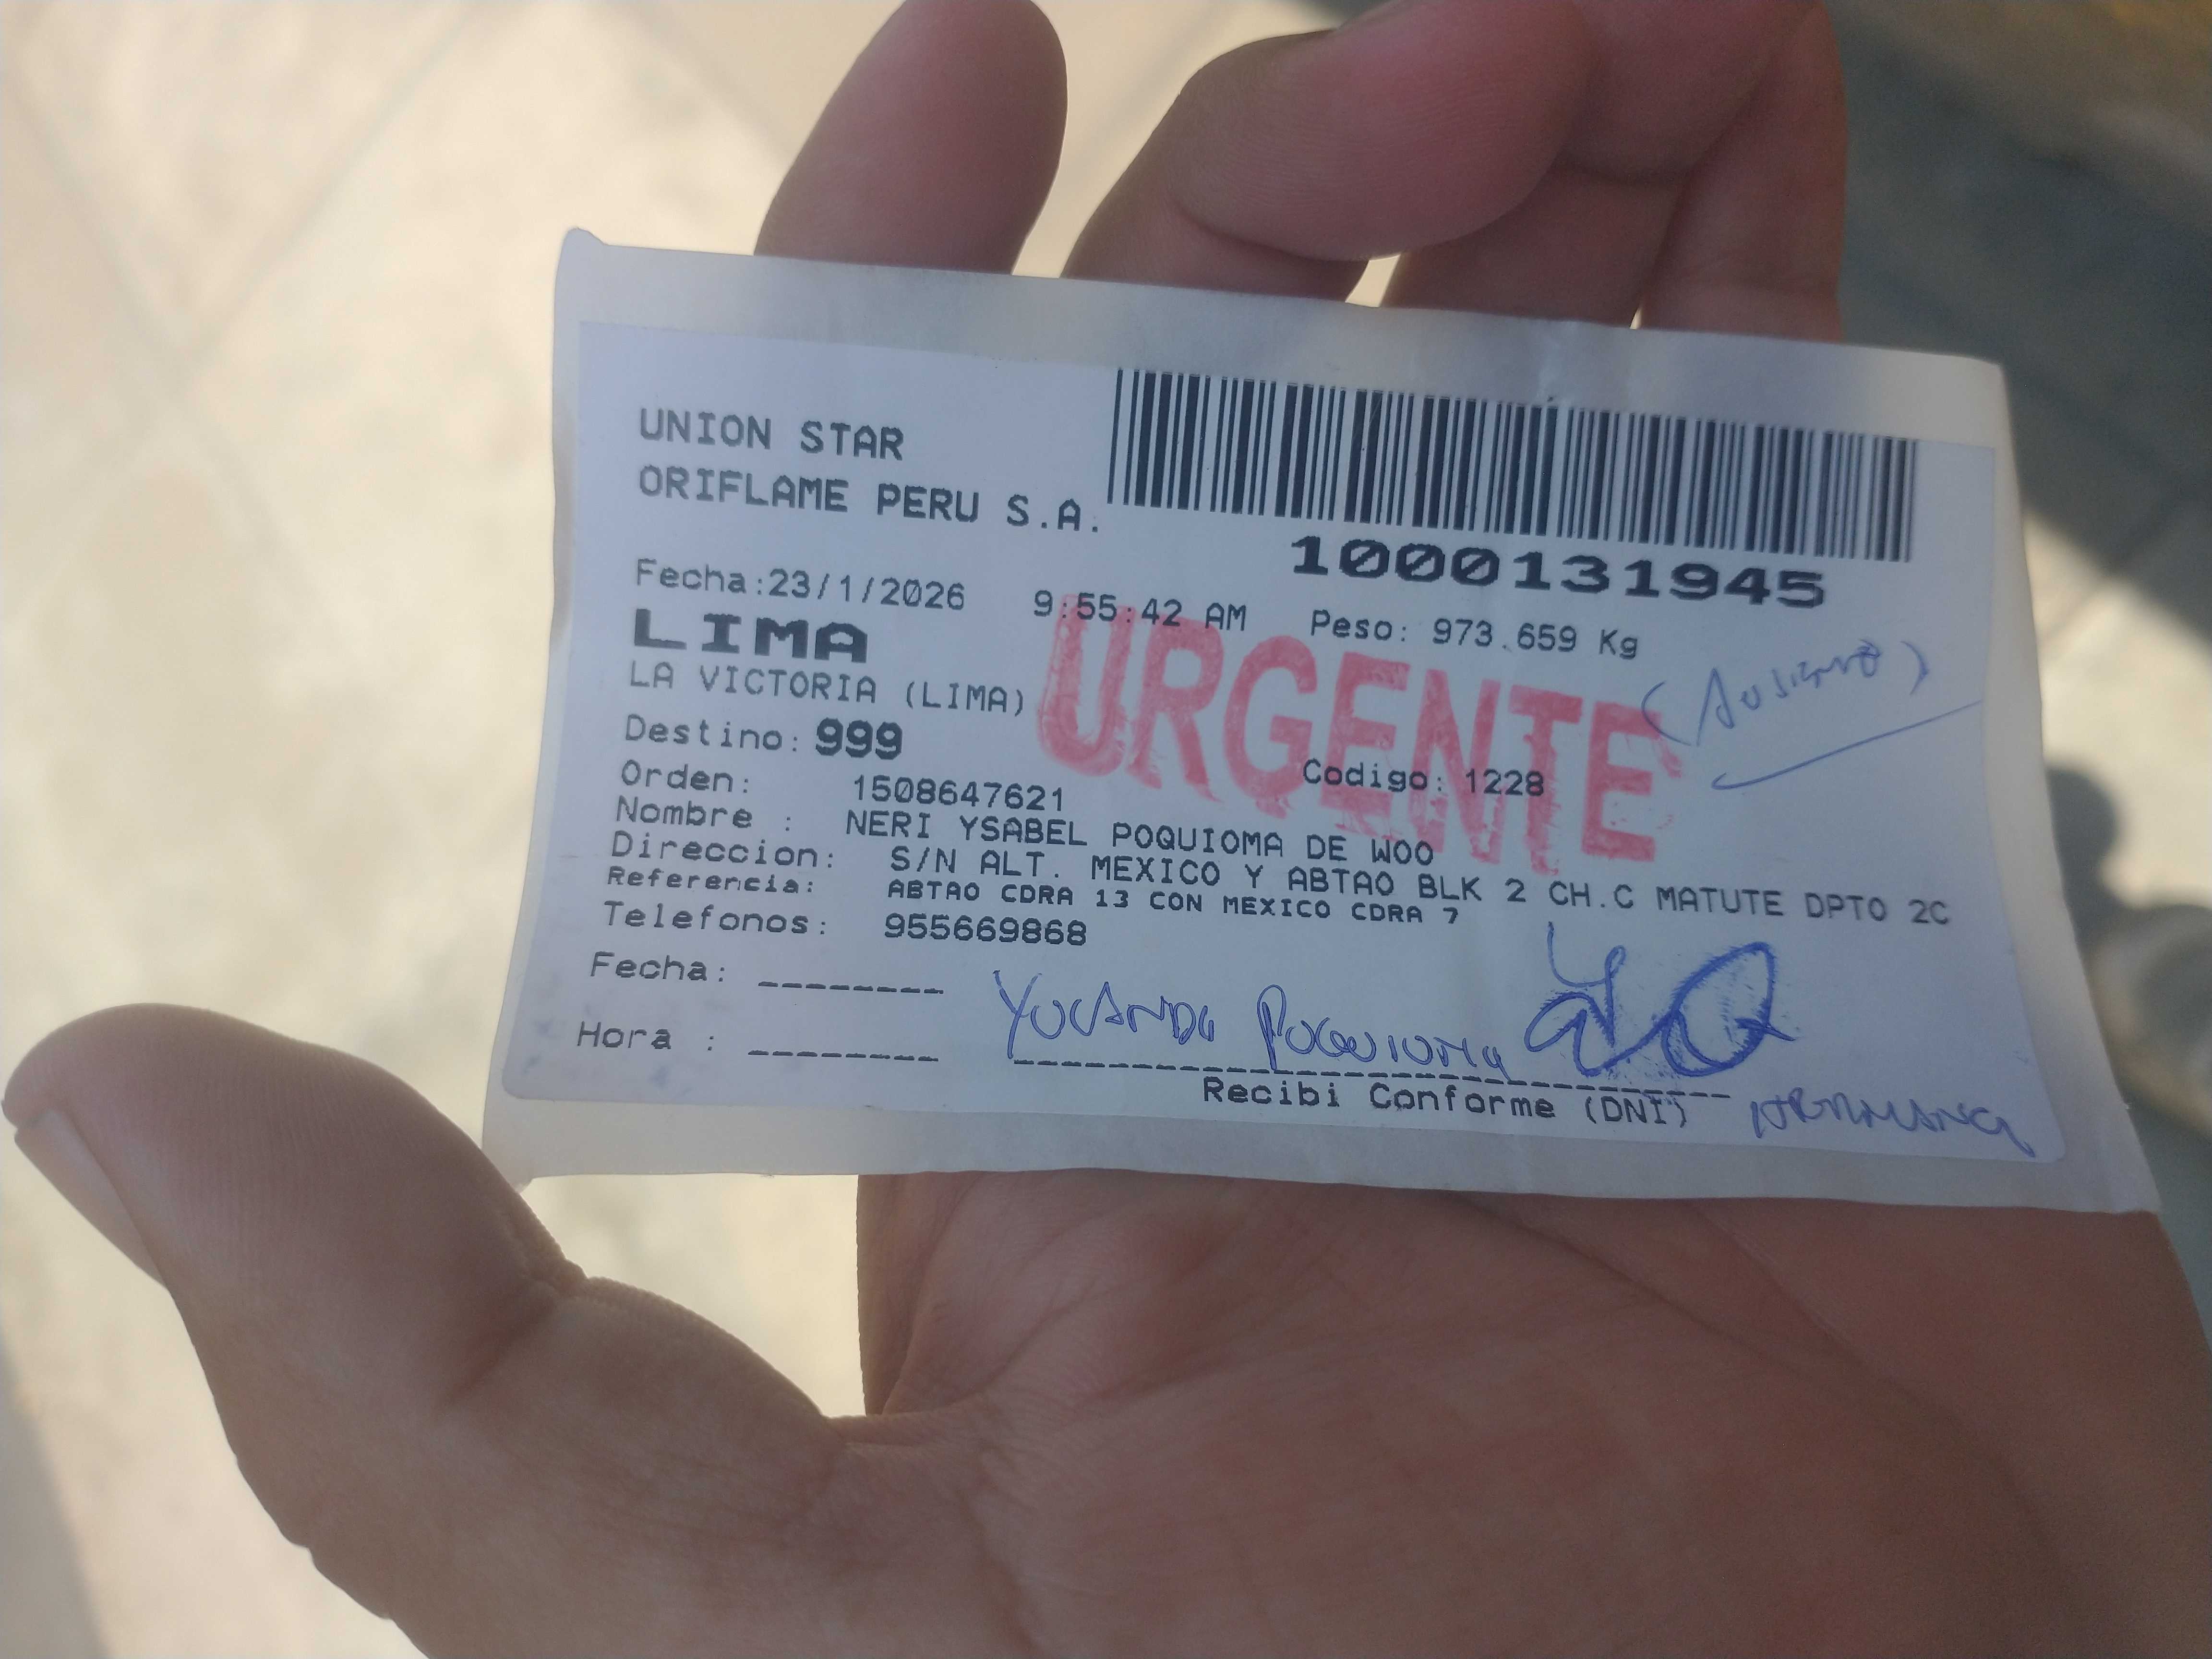 UNION STAR
ORIFLAME PERU S.A.
1000131945
Fecha:23/1/2026 9:55:42 AM Peso: 973.659 Kg
LIMA
LA VICTORIA (LIMA)
URGENTE
(Ausente)
Destino: 999
Orden: 1508647621 Codigo: 1228
Nombre : NERI YSABEL POQUIOMA DE WOO
Direccion: S/N ALT. MEXICO Y ABTAO BLK 2 CH.C MATUTE DPTO 2C
Referencia: ABTAO CDRA 13 CON MEXICO CDRA 7
Telefonos: 955669868
Fecha: ________
Hora : ________
Poquioma
Recibi Conforme (DNI)
HERMANA